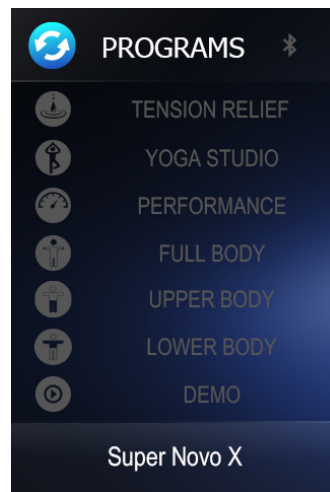 PROGRAMS
TENSION RELIEF
YOGA STUDIO
PERFORMANCE
FULL BODY
UPPER BODY
LOWER BODY
DEMO
Super Novo X